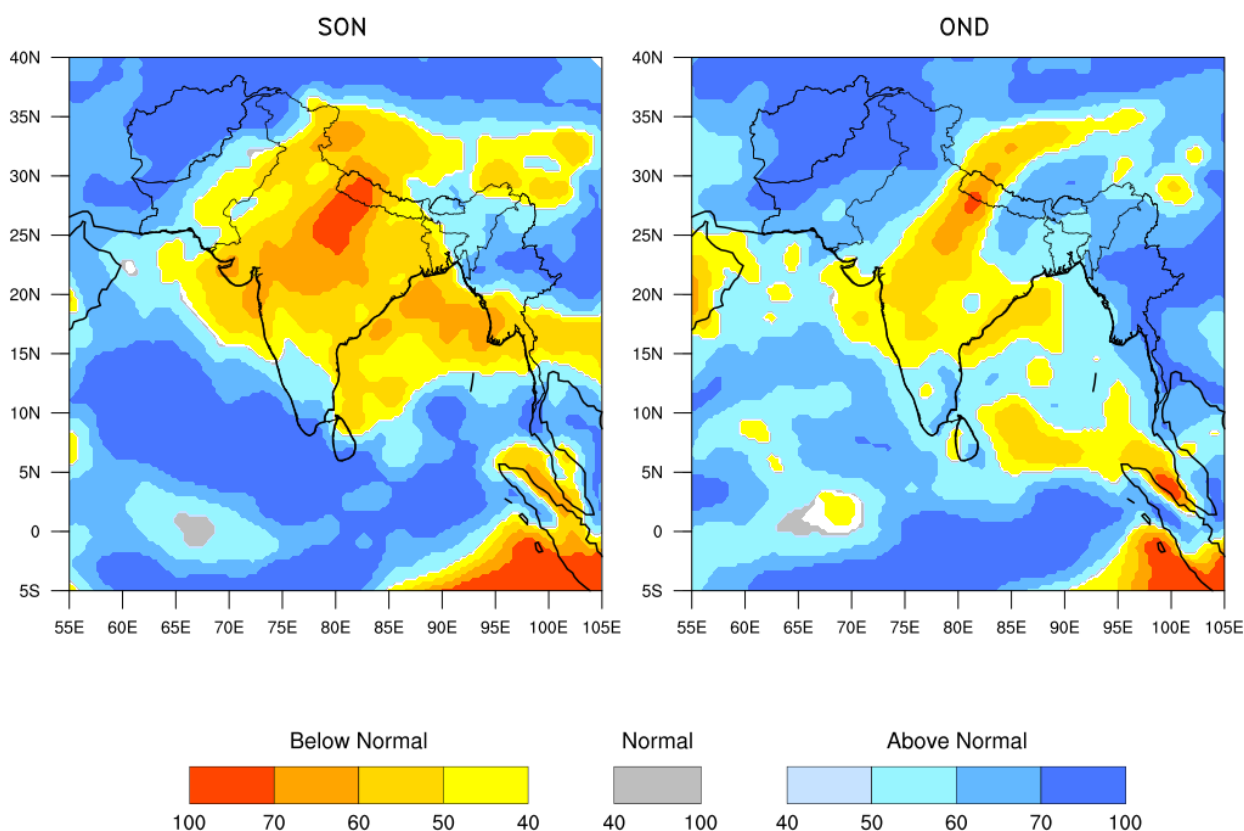 SON
OND
40N
35N
30N
25N
20N
15N
10N
5N
0
5S
55E 60E 65E 70E 75E 80E 85E 90E 95E 100E 105E
40N
35N
30N
25N
20N
15N
10N
5N
0
5S
55E 60E 65E 70E 75E 80E 85E 90E 95E 100E 105E
Below Normal
Normal
Above Normal
100 70 60 50 40
40 100
40 50 60 70 100